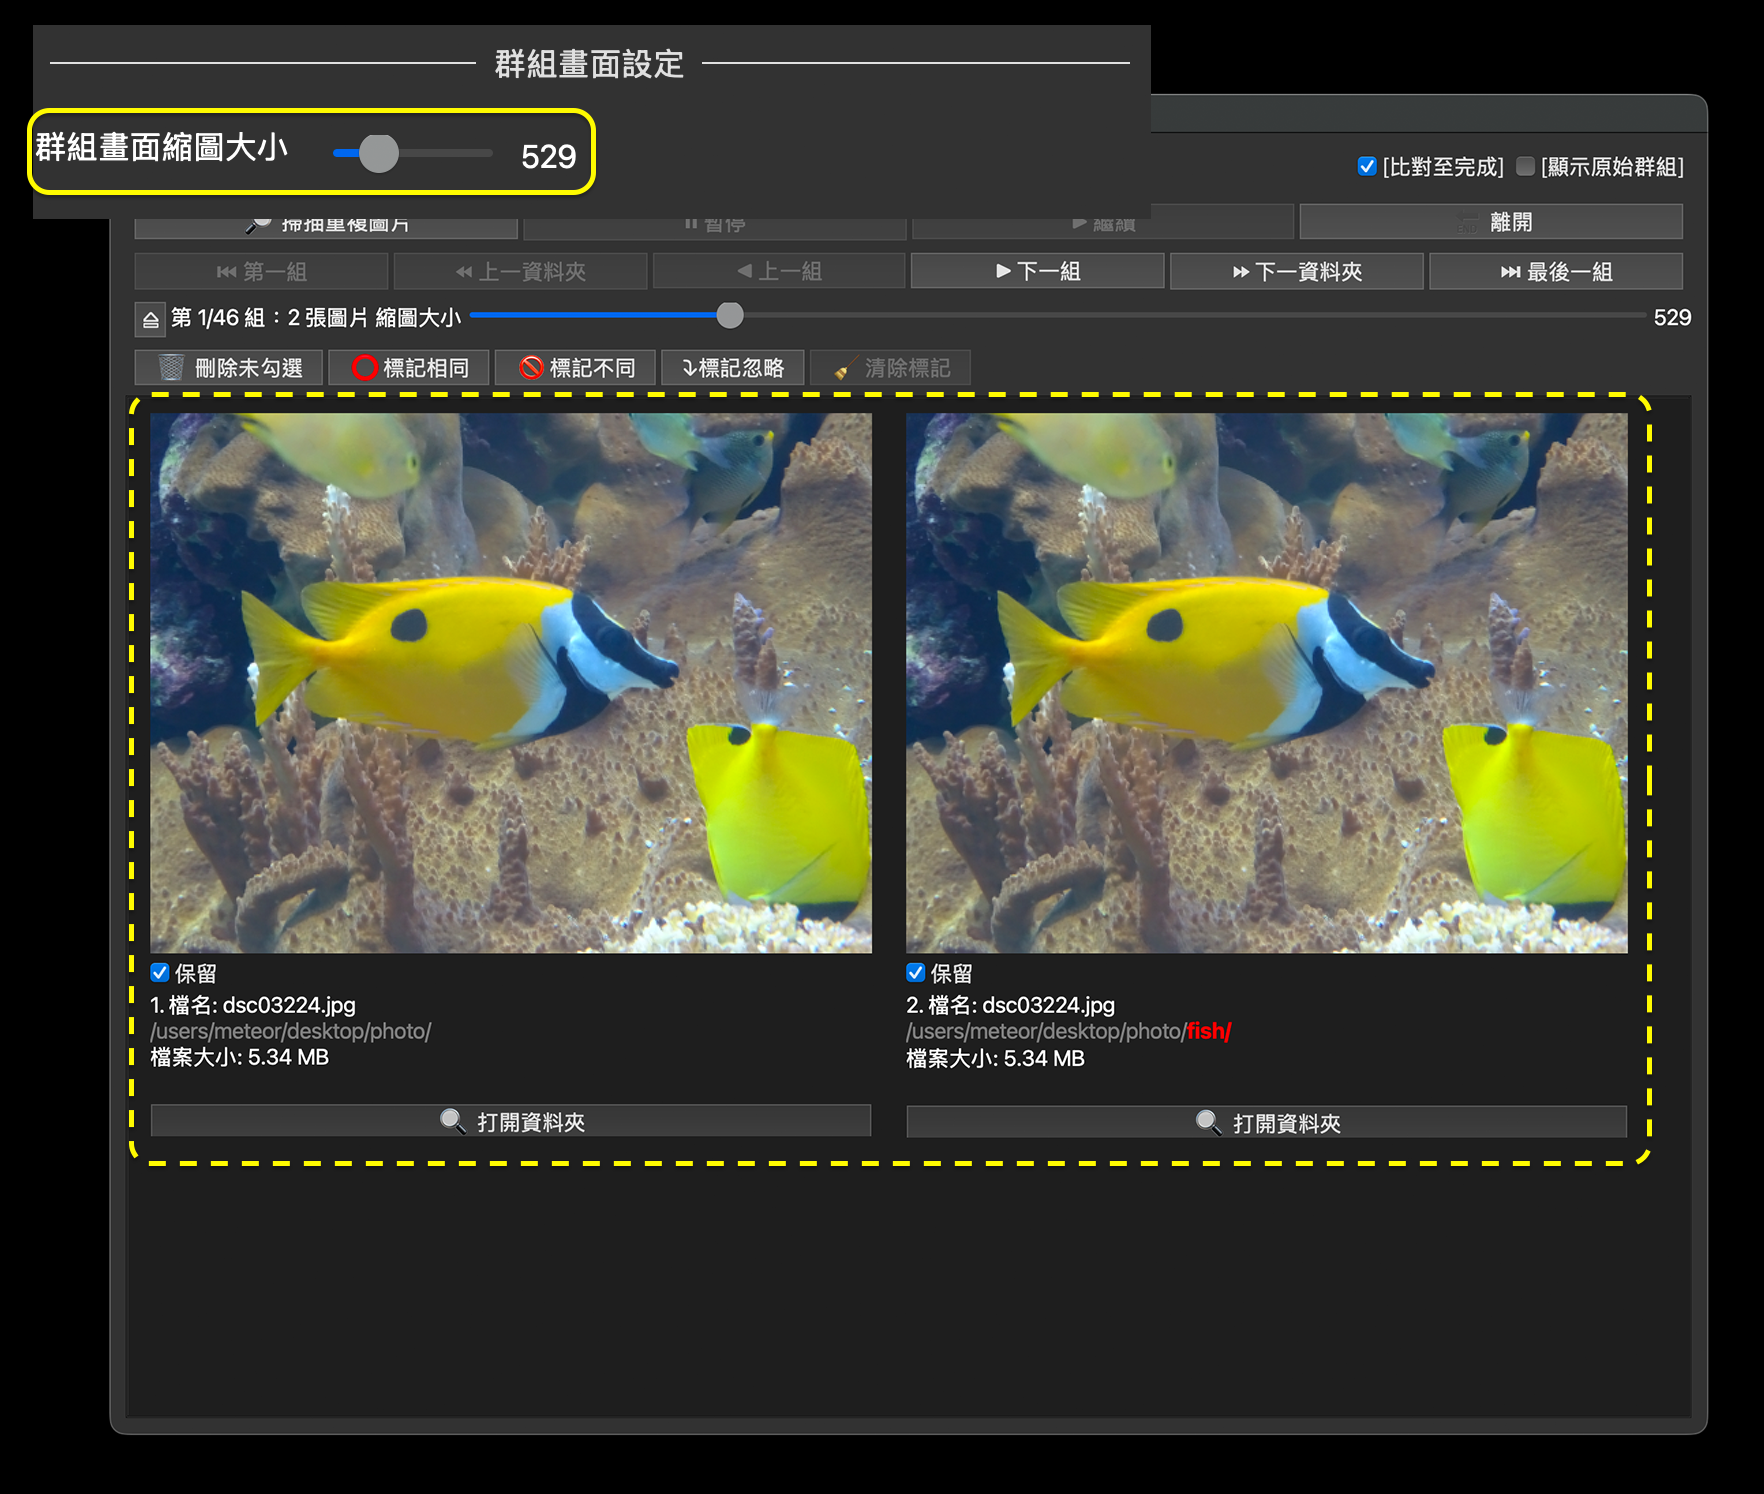 群組畫面設定
群組畫面縮圖大小 529
[比對至完成] [顯示原始群組]
掃描重複圖片 暫停 繼續 離開
第一組 上一資料夾 上一組 下一組 下一資料夾 最後一組
第 1/46 組：2 張圖片 縮圖大小 529
刪除未勾選 標記相同 標記不同 標記忽略 清除標記
保留 保留
1. 檔名: dsc03224.jpg 2. 檔名: dsc03224.jpg
/users/meteor/desktop/photo/ /users/meteor/desktop/photo/fish/
檔案大小: 5.34 MB 檔案大小: 5.34 MB
打開資料夾 打開資料夾